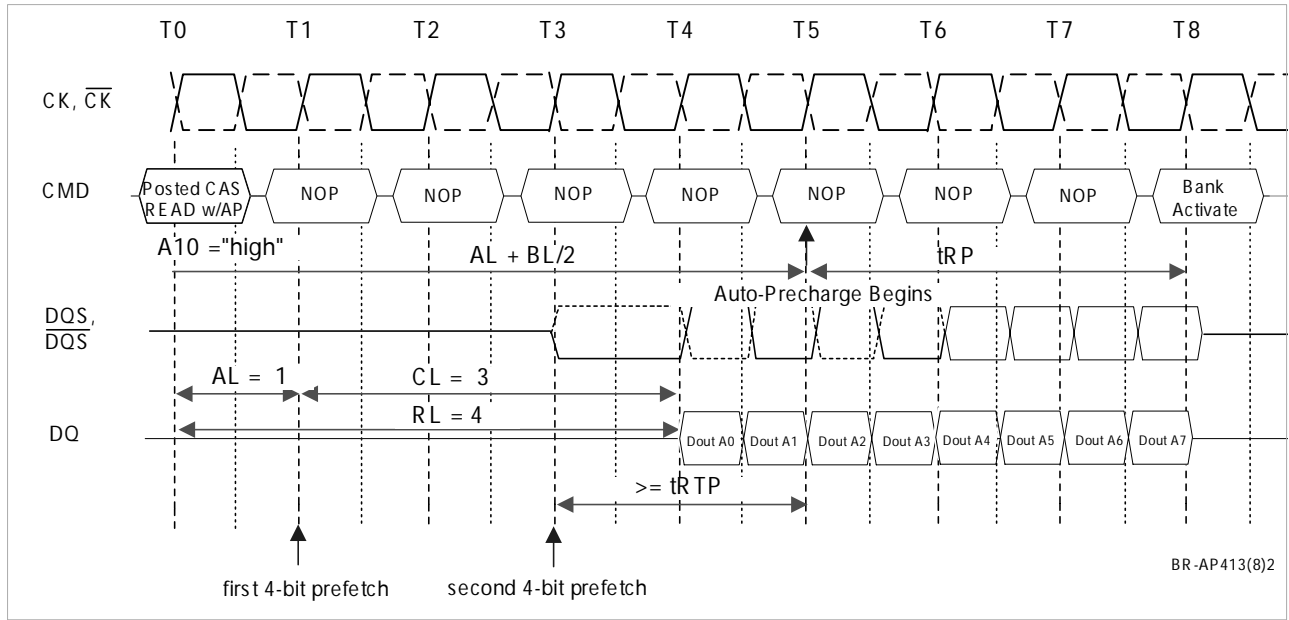 T0 T1 T2 T3 T4 T5 T6 T7 T8
CK, CK
CMD Posted CAS READ w/AP NOP NOP NOP NOP NOP NOP NOP Bank Activate
A10 ="high" AL + BL/2 tRP
Auto-Precharge Begins
DQS,
DQS
AL = 1 CL = 3
RL = 4
DQ Dout A0 Dout A1 Dout A2 Dout A3 Dout A4 Dout A5 Dout A6 Dout A7
>= tRTP
BR-AP413(8)2
first 4-bit prefetch second 4-bit prefetch